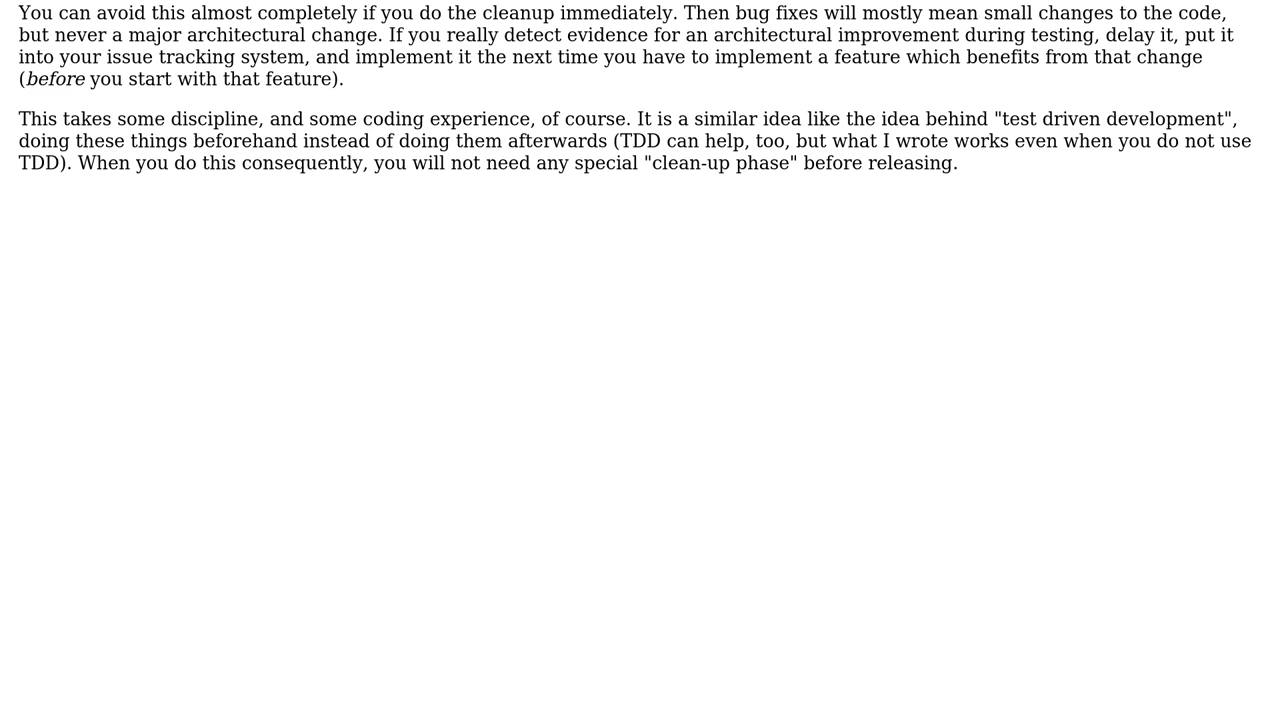 You can avoid this almost completely if you do the cleanup immediately. Then bug fixes will mostly mean small changes to the code,
but never a major architectural change. If you really detect evidence for an architectural improvement during testing, delay it, put it
into your issue tracking system, and implement it the next time you have to implement a feature which benefits from that change
(before you start with that feature).
This takes some discipline, and some coding experience, of course. It is a similar idea like the idea behind "test driven development",
doing these things beforehand instead of doing them afterwards (TDD can help, too, but what I wrote works even when you do not use
TDD). When you do this consequently, you will not need any special "clean-up phase" before releasing.